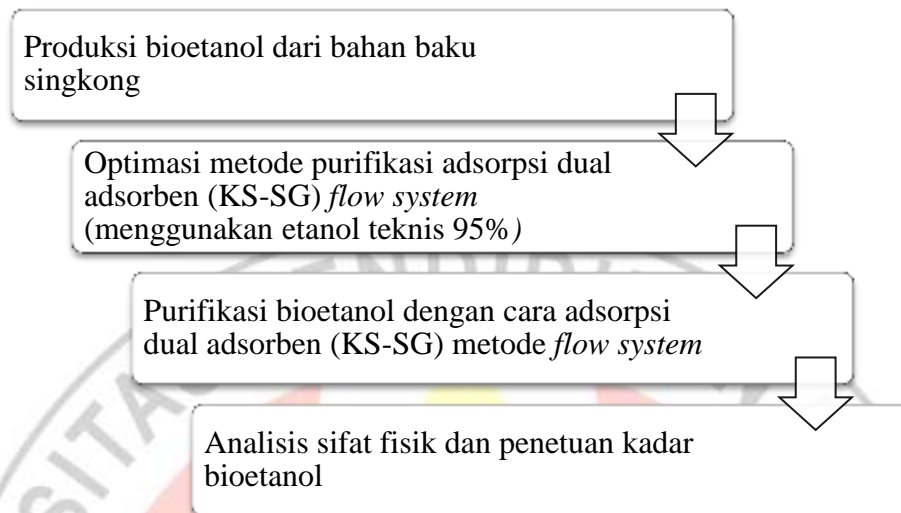 Produksi bioetanol dari bahan baku
singkong
Optimasi metode purifikasi adsorpsi dual
adsorben (KS-SG) flow system
(menggunakan etanol teknis 95%)
Purifikasi bioetanol dengan cara adsorpsi
dual adsorben (KS-SG) metode flow system
Analisis sifat fisik dan penetuan kadar
bioetanol